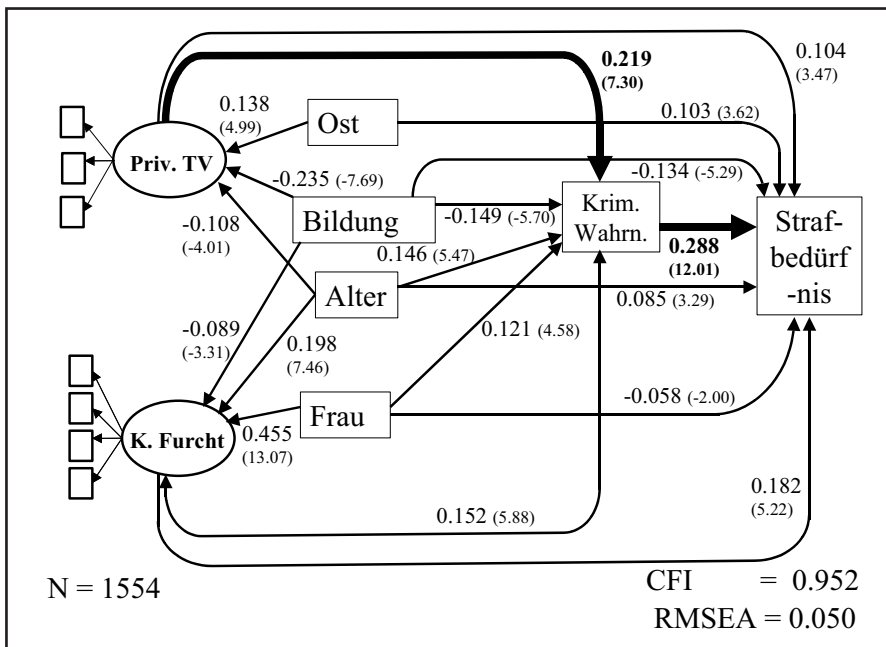 0.219
(7.30)
0.104
(3.47)
0.138
(4.99)
Ost
0.103 (3.62)
Priv. TV
-0.235 (-7.69)
-0.134 (-5.29)
Bildung
-0.149 (-5.70)
Krim.
Wahrn.
Straf-
bedürf
-nis
-0.108
(-4.01)
0.146 (5.47)
0.288
(12.01)
Alter
0.085 (3.29)
-0.089
(-3.31)
0.198
(7.46)
0.121 (4.58)
Frau
-0.058 (-2.00)
K. Furcht
0.455
(13.07)
0.182
(5.22)
0.152 (5.88)
N = 1554
CFI = 0.952
RMSEA = 0.050